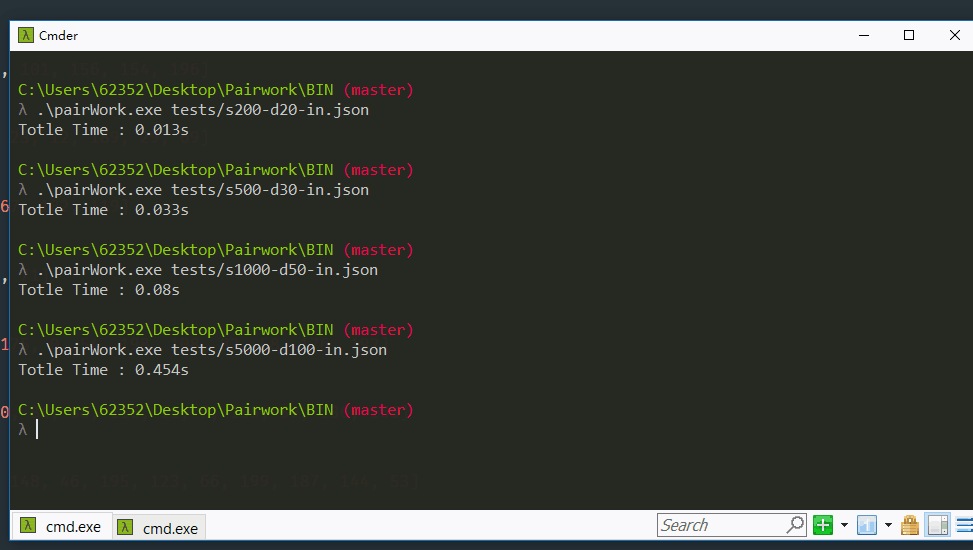 Cmder
C:\Users\62352\Desktop\Pairwork\BIN (master)
λ .\pairWork.exe tests/s200-d20-in.json
Totle Time : 0.013s
C:\Users\62352\Desktop\Pairwork\BIN (master)
λ .\pairWork.exe tests/s500-d30-in.json
Totle Time : 0.033s
C:\Users\62352\Desktop\Pairwork\BIN (master)
λ .\pairWork.exe tests/s1000-d50-in.json
Totle Time : 0.08s
C:\Users\62352\Desktop\Pairwork\BIN (master)
λ .\pairWork.exe tests/s5000-d100-in.json
Totle Time : 0.454s
C:\Users\62352\Desktop\Pairwork\BIN (master)
λ
cmd.exe
cmd.exe
Search